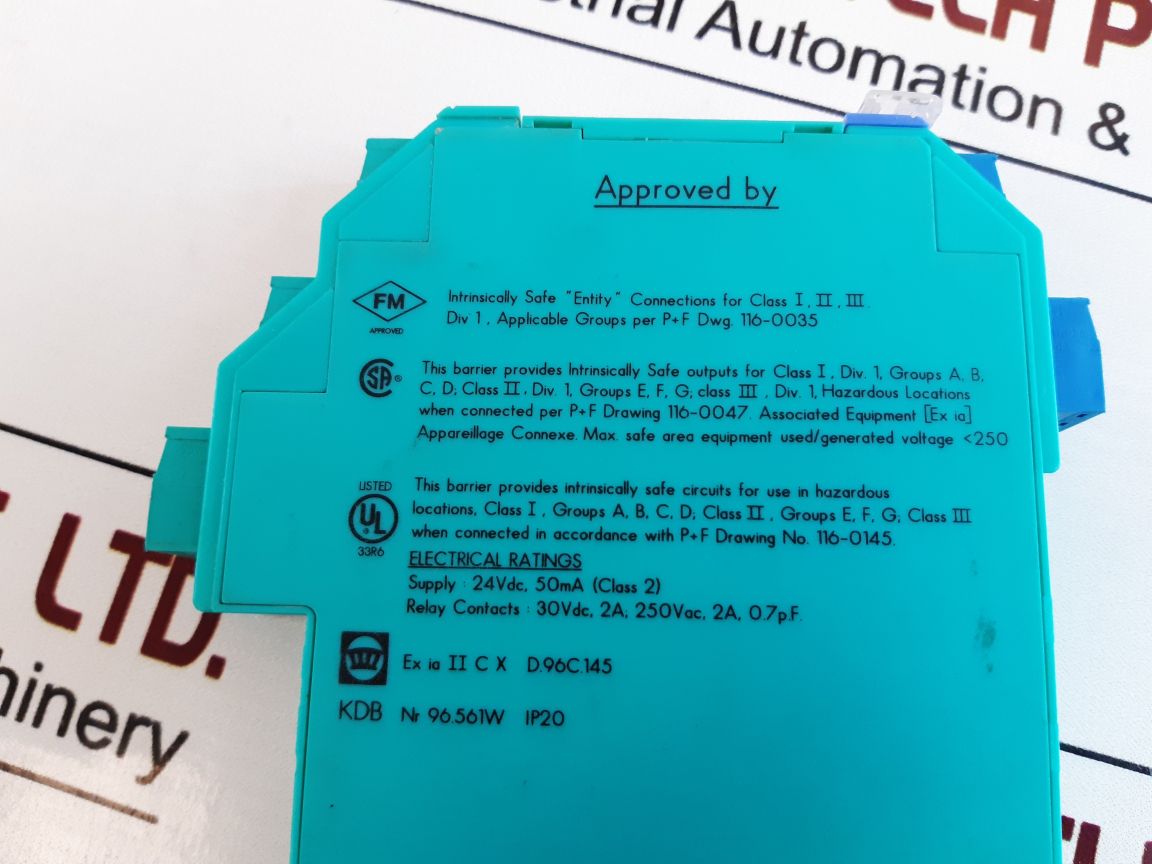 ECH P
trial Automation &
Approved by
FM
APPROVED
Intrinsically Safe "Entity" Connections for Class I, II, III.
Div 1, Applicable Groups per P+F Dwg. 116-0035
SA ®
This barrier provides Intrinsically Safe outputs for Class I, Div. 1, Groups A, B,
C, D; Class II, Div. 1, Groups E, F, G; class III, Div. 1, Hazardous Locations
when connected per P+F Drawing 116-0047. Associated Equipment [Ex ia]
Appareillage Connexe. Max. safe area equipment used/generated voltage <250
LISTED
UL ®
33R6
This barrier provides intrinsically safe circuits for use in hazardous
locations, Class I, Groups A, B, C, D; Class II, Groups E, F, G; Class III
when connected in accordance with P+F Drawing No. 116-0145.
ELECTRICAL RATINGS
Supply : 24Vdc, 50mA (Class 2)
Relay Contacts : 30Vdc, 2A; 250Vac, 2A, 0.7p.F.
Ex ia II C X D.96C.145
KDB Nr 96.561W IP20
LTD.
hinery